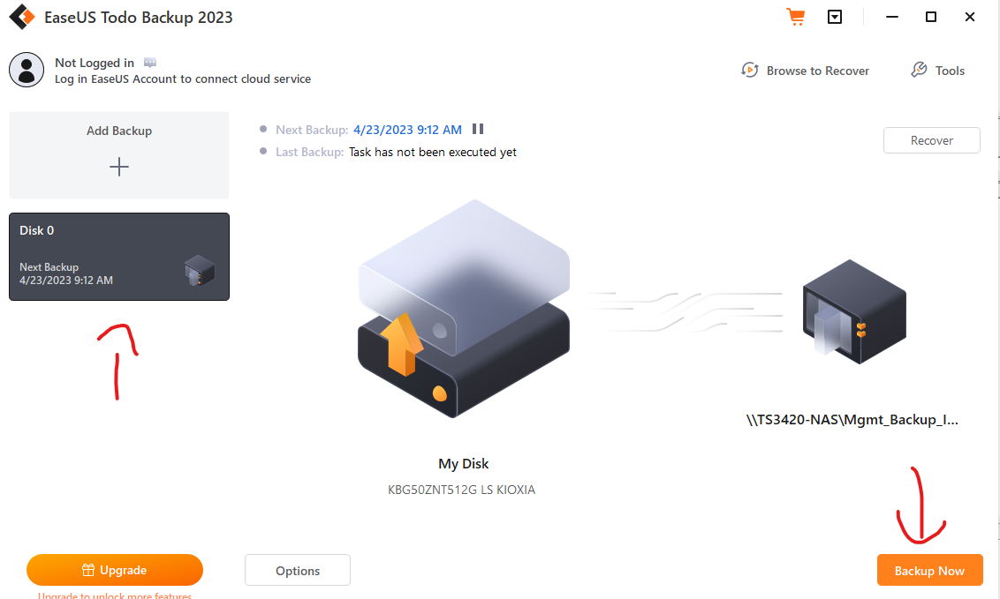 EaseUS Todo Backup 2023
Not Logged in
Log in EaseUS Account to connect cloud service
Browse to Recover
Tools
Add Backup
Next Backup: 4/23/2023 9:12 AM
Last Backup: Task has not been executed yet
Recover
Disk 0
Next Backup
4/23/2023 9:12 AM
\\TS3420-NAS\Mgmt_Backup_I...
My Disk
KBG50ZNT512G LS KIOXIA
Upgrade
Options
Backup Now
Upgrade to unlock more features